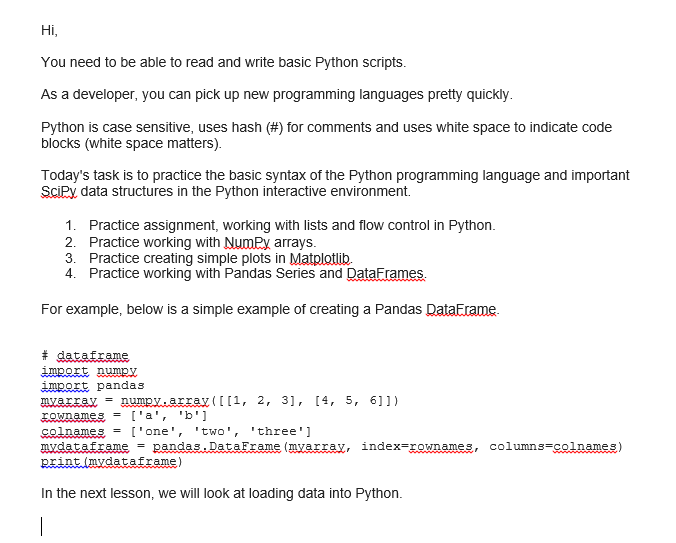 Hi,
You need to be able to read and write basic Python scripts.
As a developer, you can pick up new programming languages pretty quickly.
Python is case sensitive, uses hash (#) for comments and uses white space to indicate code
blocks (white space matters).
Today's task is to practice the basic syntax of the Python programming language and important
SciPy data structures in the Python interactive environment.
1. Practice assignment, working with lists and flow control in Python.
2. Practice working with NumPy arrays.
3. Practice creating simple plots in Matplotlib.
4. Practice working with Pandas Series and DataFrames.
For example, below is a simple example of creating a Pandas DataFrame.
# dataframe
import numpy
import pandas
myarray = numpy.array([[1, 2, 3], [4, 5, 6]])
rownames = ['a', 'b']
colnames = ['one', 'two', 'three']
mydataframe = pandas.DataFrame(myarray, index=rownames, columns=colnames)
print(mydataframe)
In the next lesson, we will look at loading data into Python.